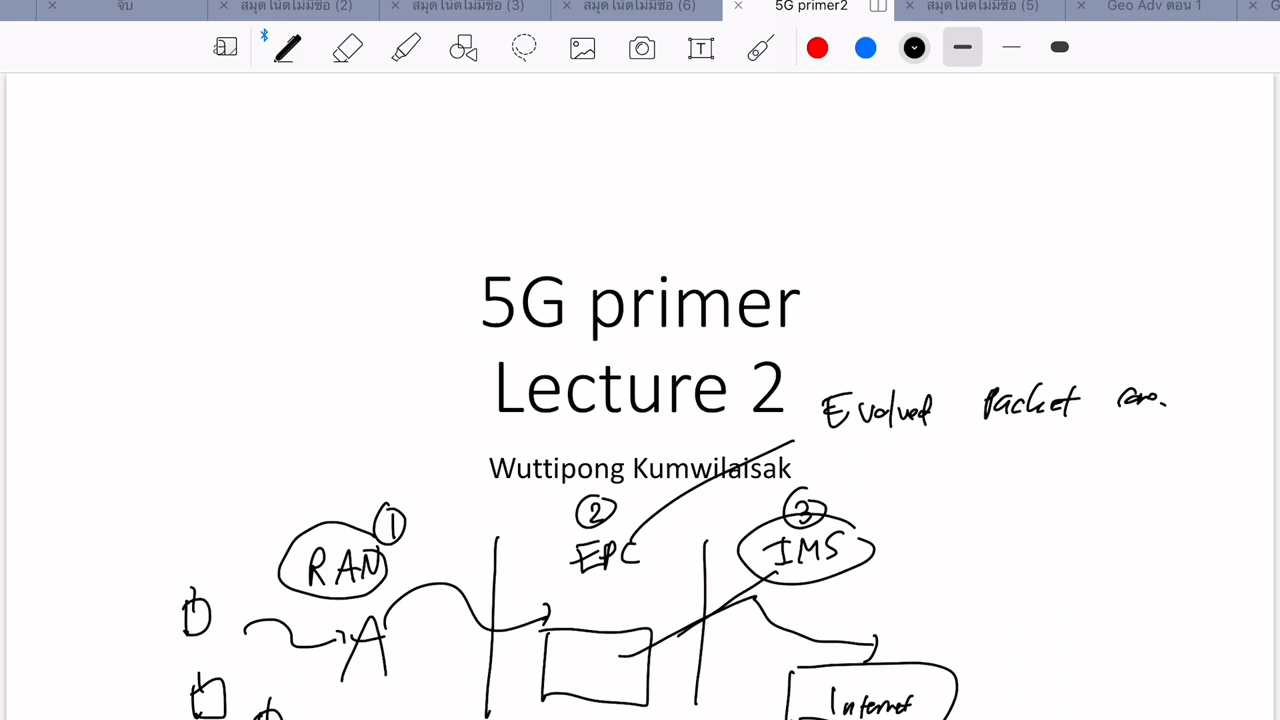 จิ๊บ
สมุดโน้ตไม่มีชื่อ (2)
สมุดโน้ตไม่มีชื่อ (3)
สมุดโน้ตไม่มีชื่อ (6)
5G primer2
สมุดโน้ตไม่มีชื่อ (5)
Geo Adv ตอน 1
T
5G primer
Lecture 2
Evolved Packet
Wuttipong Kumwilaisak
1
2
3
RAN
EPC
IMS
Internet